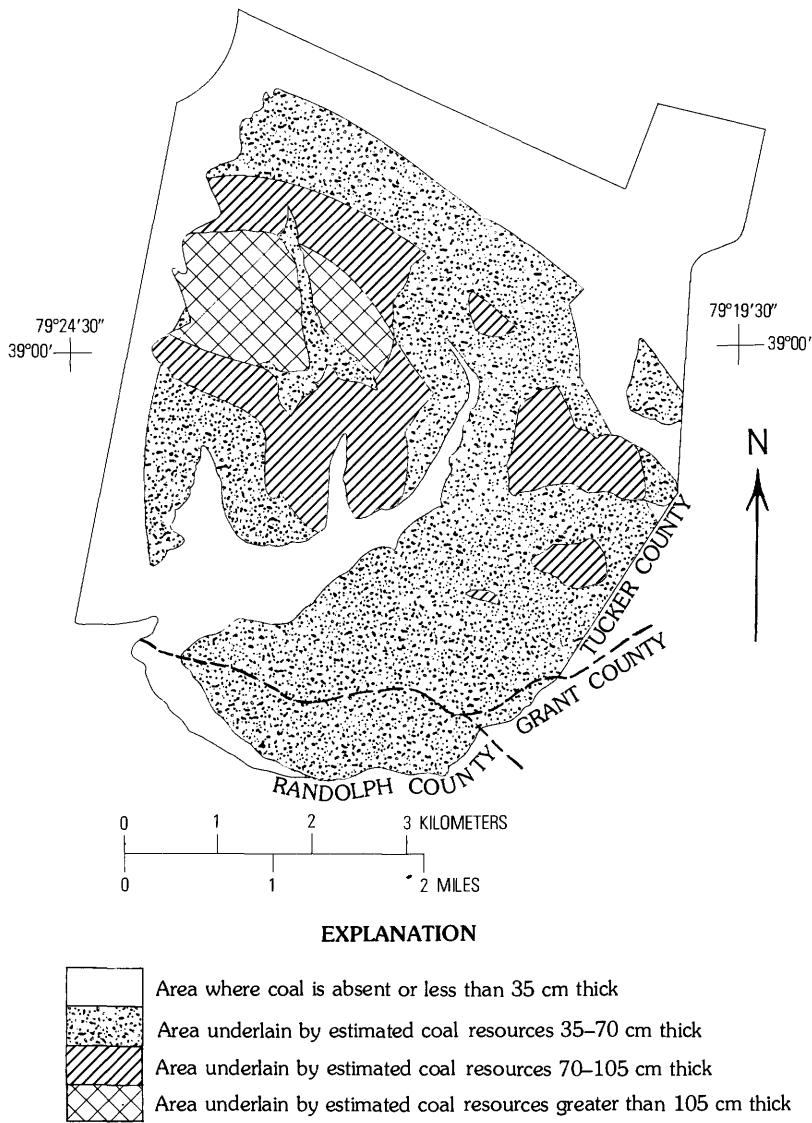 79°24'30"
39°00'
79°19'30"
39°00'
N
TUCKER COUNTY
GRANT COUNTY
RANDOLPH COUNTY
0 1 2 3 KILOMETERS
0 1 2 MILES
EXPLANATION
Area where coal is absent or less than 35 cm thick
Area underlain by estimated coal resources 35–70 cm thick
Area underlain by estimated coal resources 70–105 cm thick
Area underlain by estimated coal resources greater than 105 cm thick